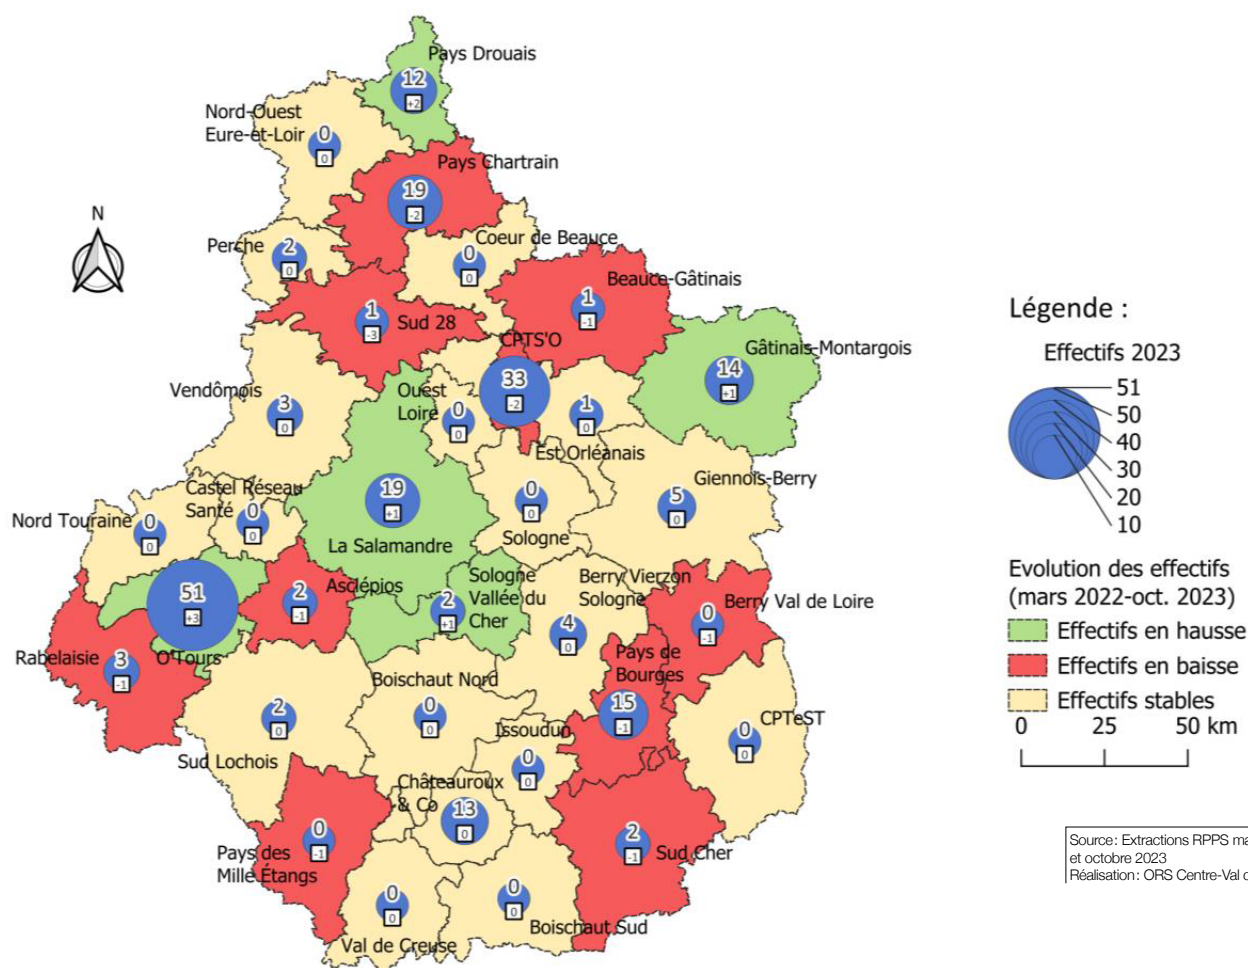 Pays Drouais
12
+2
Nord-Ouest
Eure-et-Loir
0
0
Pays Chartrain
19
-2
N
Perche
2
0
Coeur de Beauce
0
0
Beauce-Gâtinais
1
-1
Sud 28
1
-3
CPTS'O
33
-2
Gâtinais-Montargois
14
+1
Vendômois
3
0
Ouest
Loire
0
0
1
0
Est Orléanais
Giennois-Berry
5
0
Castel Réseau
Santé
0
0
Nord Touraine
0
0
19
+1
La Salamandre
0
0
Sologne
51
+3
O'Tours
Asclépios
2
-1
Sologne
Vallée du
Cher
2
+1
Berry Vierzon
Sologne
4
0
Berry Val de Loire
0
-1
Rabelaisie
3
-1
Pays de
Bourges
15
-1
Boischaut Nord
0
0
2
0
Sud Lochois
Issoudun
0
0
CPTeST
0
0
Châteauroux
& Co
13
0
Pays des
Mille Étangs
0
-1
2
-1
Sud Cher
0
0
Val de Creuse
0
0
Boischaut Sud
Légende :
Effectifs 2023
51
50
40
30
20
10
Evolution des effectifs
(mars 2022-oct. 2023)
Effectifs en hausse
Effectifs en baisse
Effectifs stables
0 25 50 km
Source: Extractions RPPS
et octobre 2023
Réalisation: ORS Centre-Val